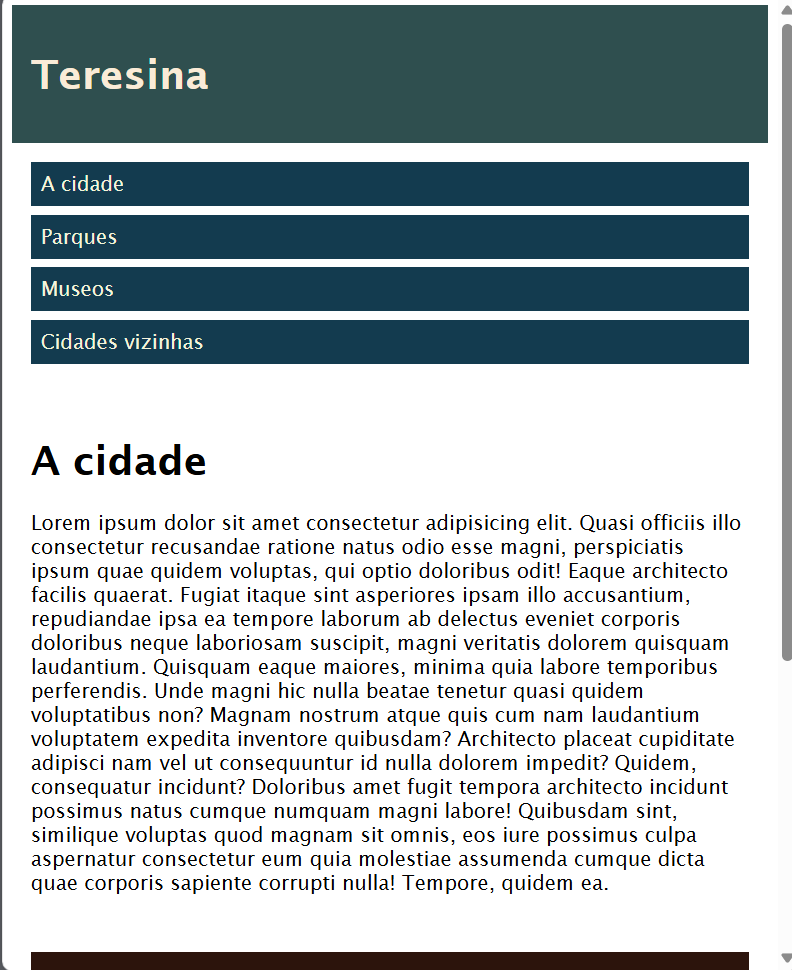 Teresina
A cidade
Parques
Museos
Cidades vizinhas
A cidade
Lorem ipsum dolor sit amet consectetur adipisicing elit. Quasi officiis illo
consectetur recusandae ratione natus odio esse magni, perspiciatis
ipsum quae quidem voluptas, qui optio doloribus odit! Eaque architecto
facilis quaerat. Fugiat itaque sint asperiores ipsam illo accusantium,
repudiandae ipsa ea tempore laborum ab delectus eveniet corporis
doloribus neque laboriosam suscipit, magni veritatis dolorem quisquam
laudantium. Quisquam eaque maiores, minima quia labore temporibus
perferendis. Unde magni hic nulla beatae tenetur quasi quidem
voluptatibus non? Magnam nostrum atque quis cum nam laudantium
voluptatem expedita inventore quibusdam? Architecto placeat cupiditate
adipisci nam vel ut consequuntur id nulla dolorem impedit? Quidem,
consequatur incidunt? Doloribus amet fugit tempora architecto incidunt
possimus natus cumque numquam magni labore! Quibusdam sint,
similique voluptas quod magnam sit omnis, eos iure possimus culpa
aspernatur consectetur eum quia molestiae assumenda cumque dicta
quae corporis sapiente corrupti nulla! Tempore, quidem ea.